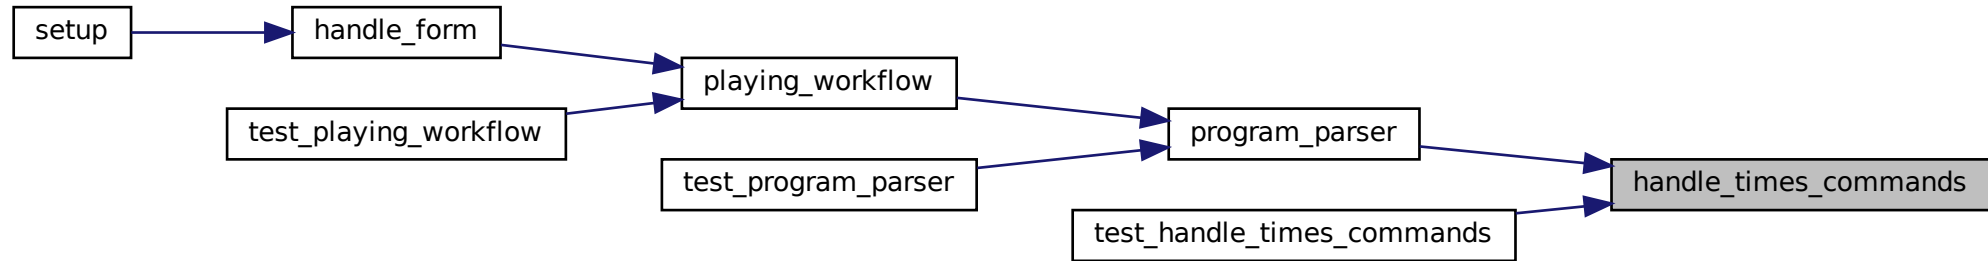 setup
handle_form
playing_workflow
test_playing_workflow
program_parser
test_program_parser
handle_times_commands
test_handle_times_commands